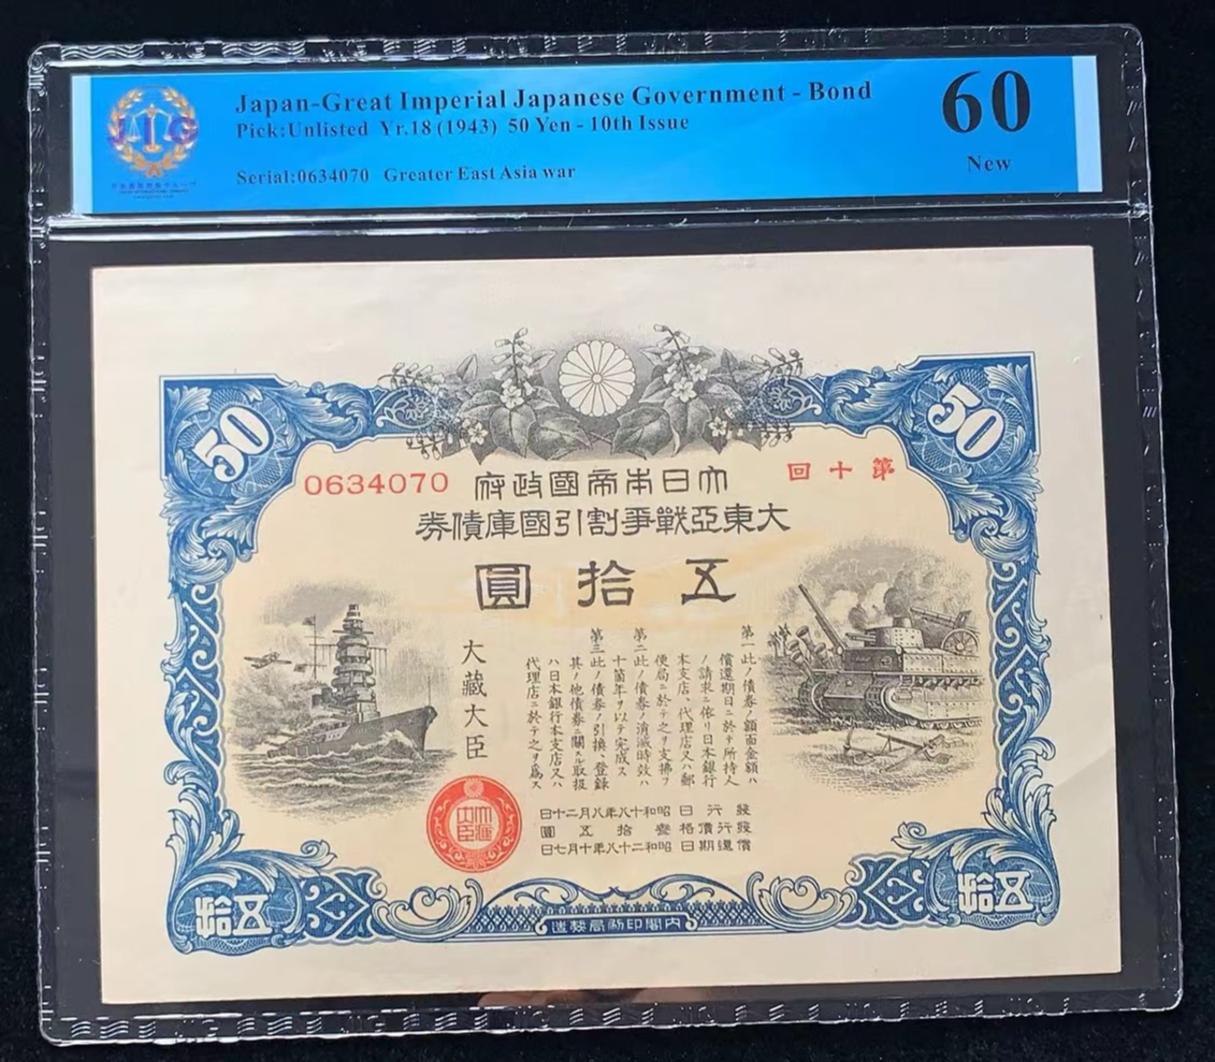 JTG
Japan-Great Imperial Japanese Government - Bond
Pick:Unlisted Yr.18 (1943) 50 Yen - 10th Issue
Serial:0634070 Greater East Asia war
60
New
50
50
第十回
0634070
大日本帝國政府
大東亞戰爭割引國庫債券
五拾圓
第一 此ノ債券ノ額面金額ハ
償還期日ニ於テ所持人
ノ請求ニ依リ日本銀行
本支店、代理店又ハ郵
便局ニ於テ之ヲ支拂フ
第二 此ノ債券ノ消滅時效ハ
十箇年ヲ以テ完成ス
第三 此ノ債券ノ引換、登錄
其ノ他債券ニ關スル取扱
ハ日本銀行本支店又ハ
代理店ニ於テ之ヲ爲ス
大藏大臣
大藏大臣
發行日 昭和十八年八月二十日
發行價格 參拾五圓
償還期日 昭和二十八年十月七日
五拾
五拾
內閣印刷局製造